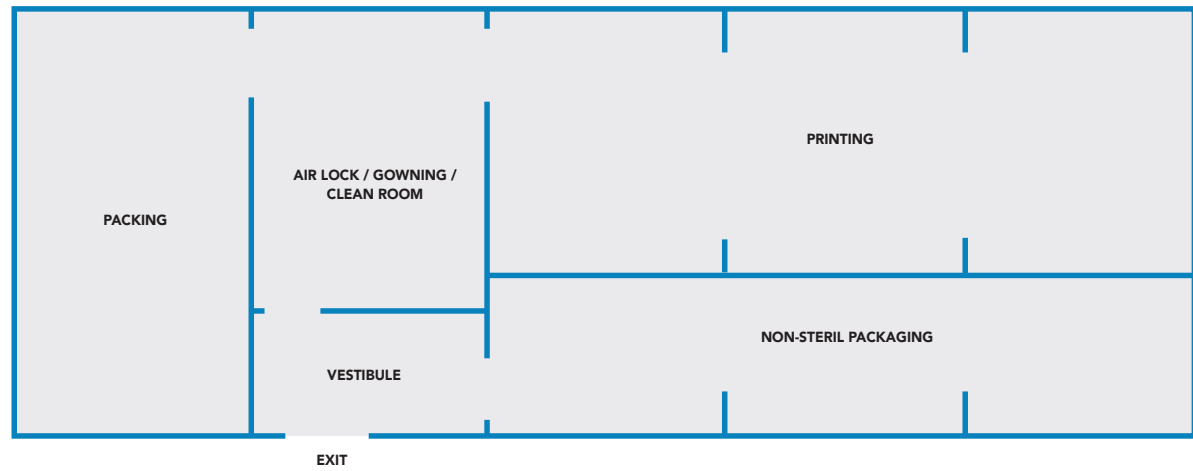 PRINTING
AIR LOCK / GOWNING /
CLEAN ROOM
PACKING
NON-STERIL PACKAGING
VESTIBULE
EXIT